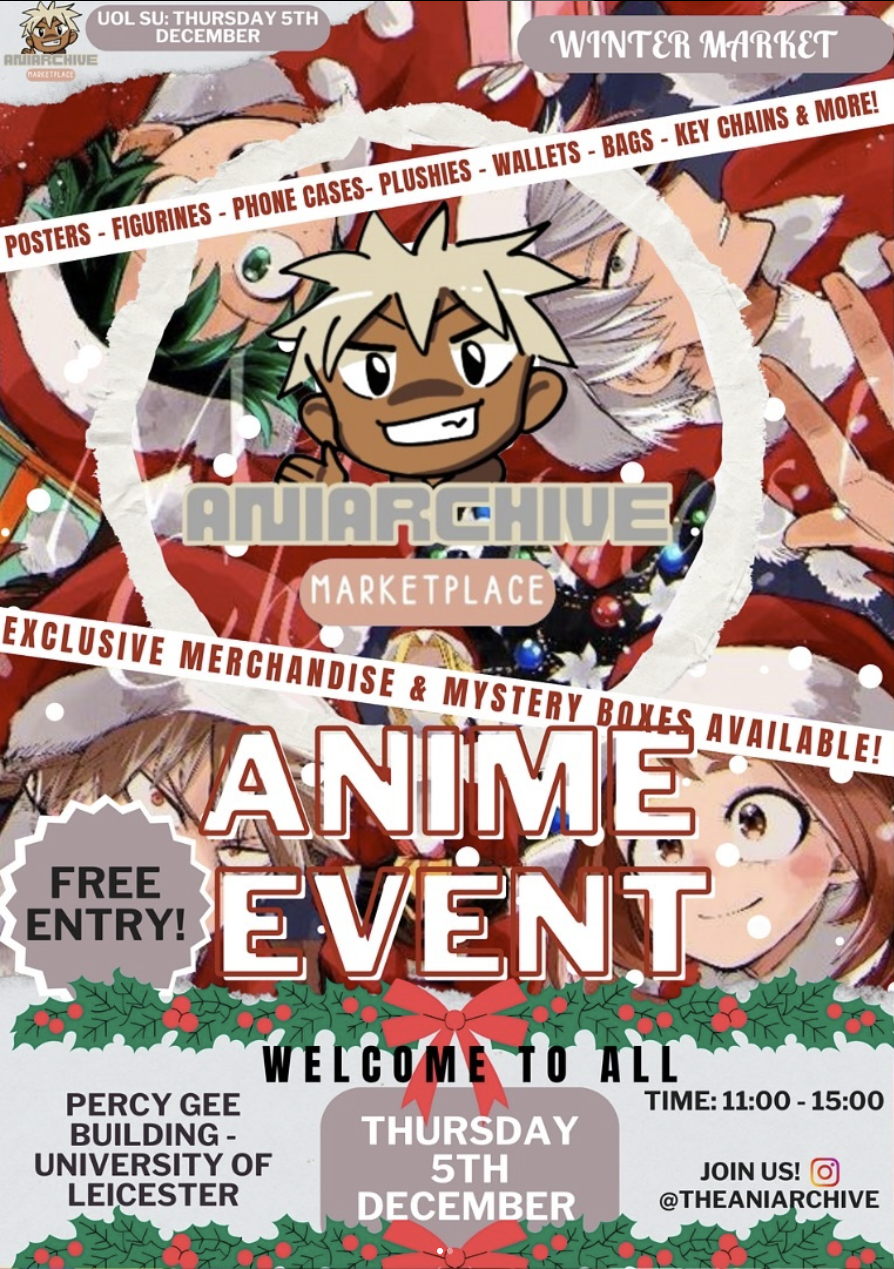 UOL SU: THURSDAY 5TH
DECEMBER
ANIARCHIVE
MARKETPLACE
WINTER MARKET
POSTERS - FIGURINES - PHONE CASES- PLUSHIES - WALLETS - BAGS - KEY CHAINS & MORE!
ANIARCHIVE
MARKETPLACE
EXCLUSIVE MERCHANDISE & MYSTERY BOXES AVAILABLE!
ANIME
EVENT
FREE
ENTRY!
WELCOME TO ALL
PERCY GEE
BUILDING -
UNIVERSITY OF
LEICESTER
THURSDAY
5TH
DECEMBER
TIME: 11:00 - 15:00
JOIN US!
@THEANIARCHIVE